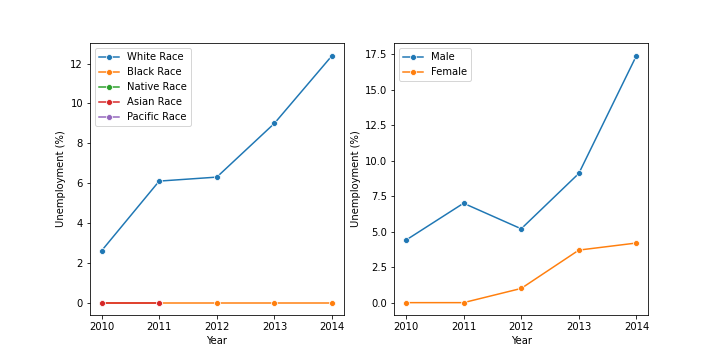 White Race
Black Race
Native Race
Asian Race
Pacific Race
Unemployment (%)
12
10
8
6
4
2
0
2010 2011 2012 2013 2014
Year
Male
Female
Unemployment (%)
17.5
15.0
12.5
10.0
7.5
5.0
2.5
0.0
2010 2011 2012 2013 2014
Year